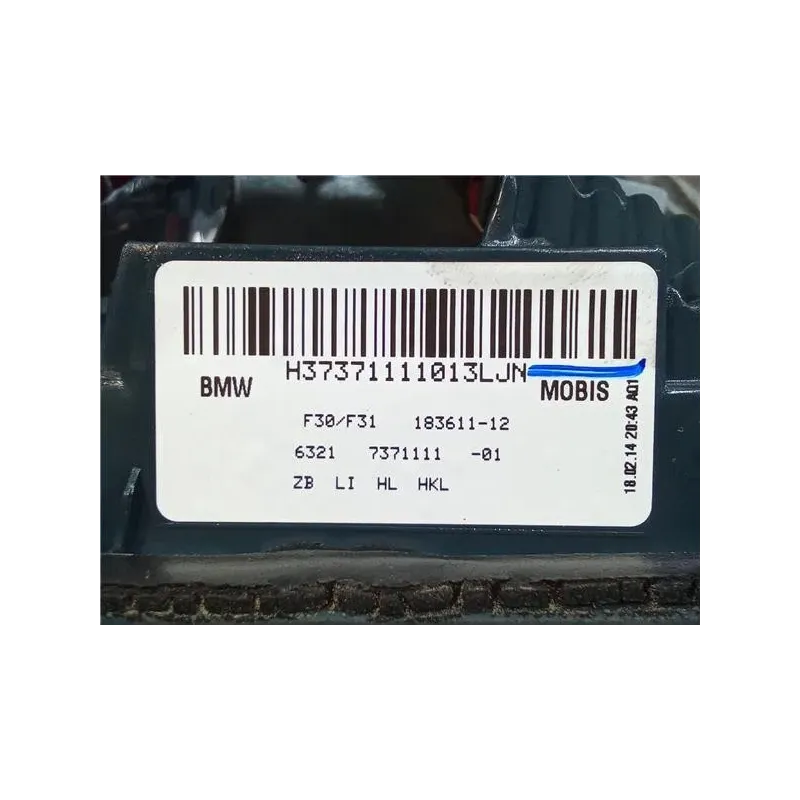 H37371111013LJN
BMW
MOBIS
F30/F31 183611-12
6321 7371111 -01
ZB LI HL HKL
18.02.14 20:43 A01